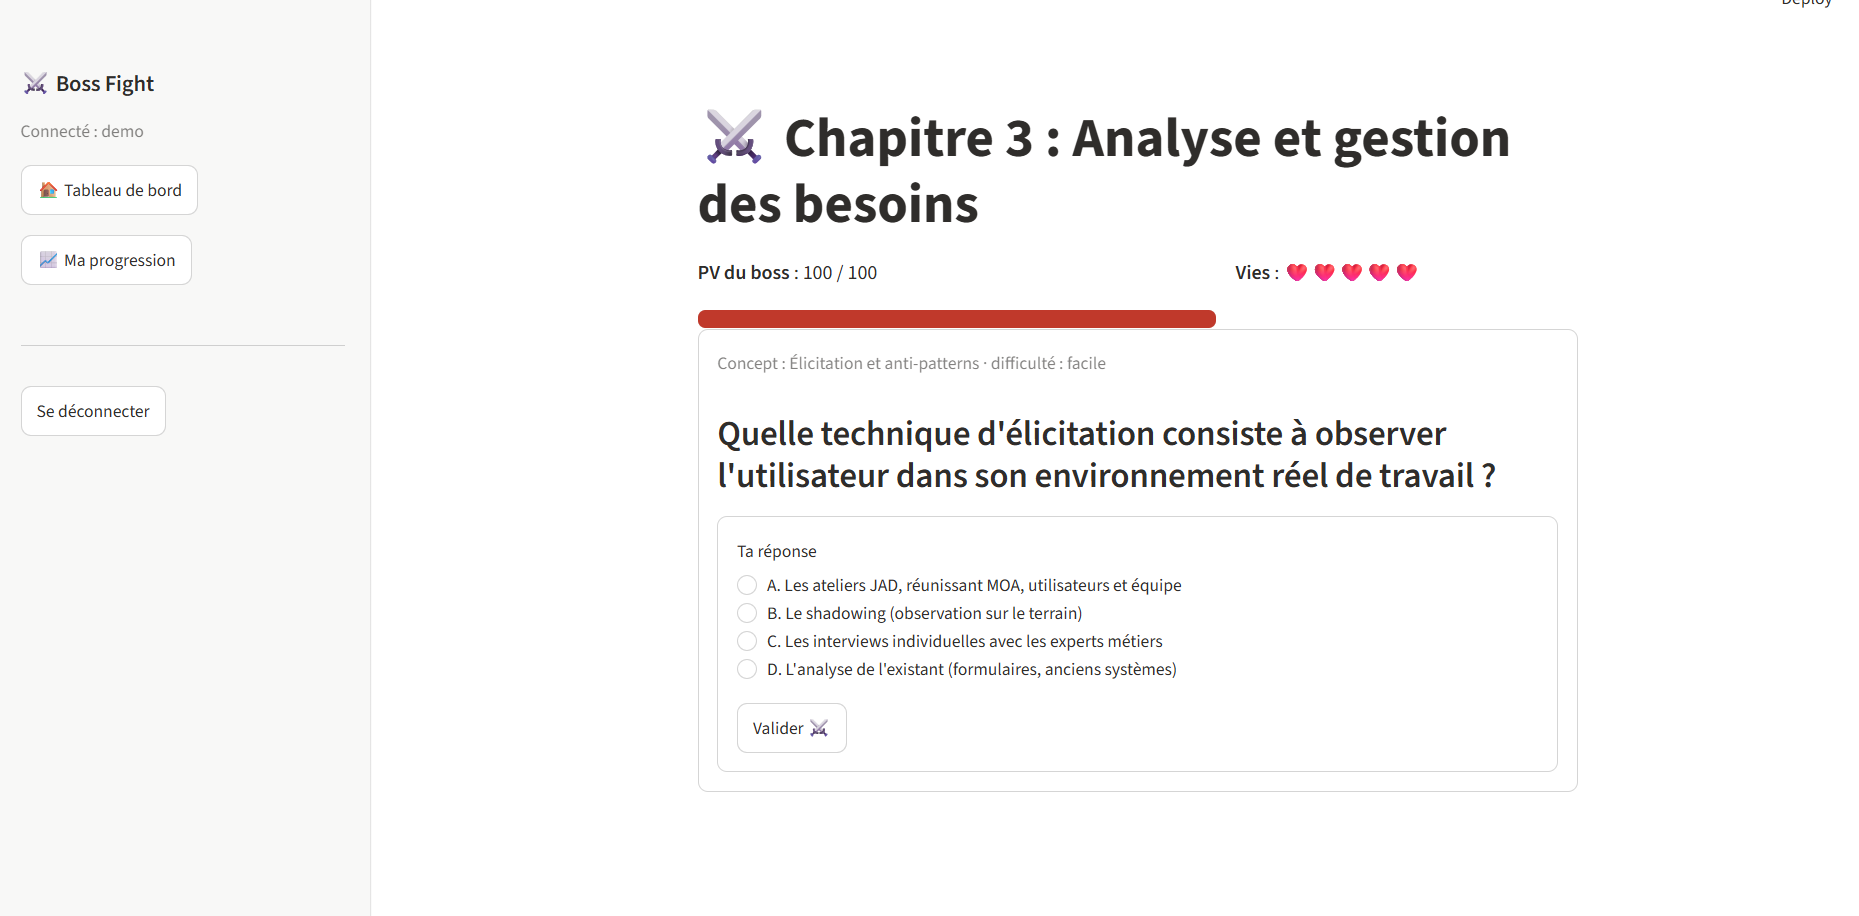 Deploy
Boss Fight
Connecté : demo
Tableau de bord
Ma progression
Se déconnecter
Chapitre 3 : Analyse et gestion
des besoins
PV du boss : 100 / 100
Vies :
Concept : Élicitation et anti-patterns · difficulté : facile
Quelle technique d'élicitation consiste à observer
l'utilisateur dans son environnement réel de travail ?
Ta réponse
A. Les ateliers JAD, réunissant MOA, utilisateurs et équipe
B. Le shadowing (observation sur le terrain)
C. Les interviews individuelles avec les experts métiers
D. L'analyse de l'existant (formulaires, anciens systèmes)
Valider